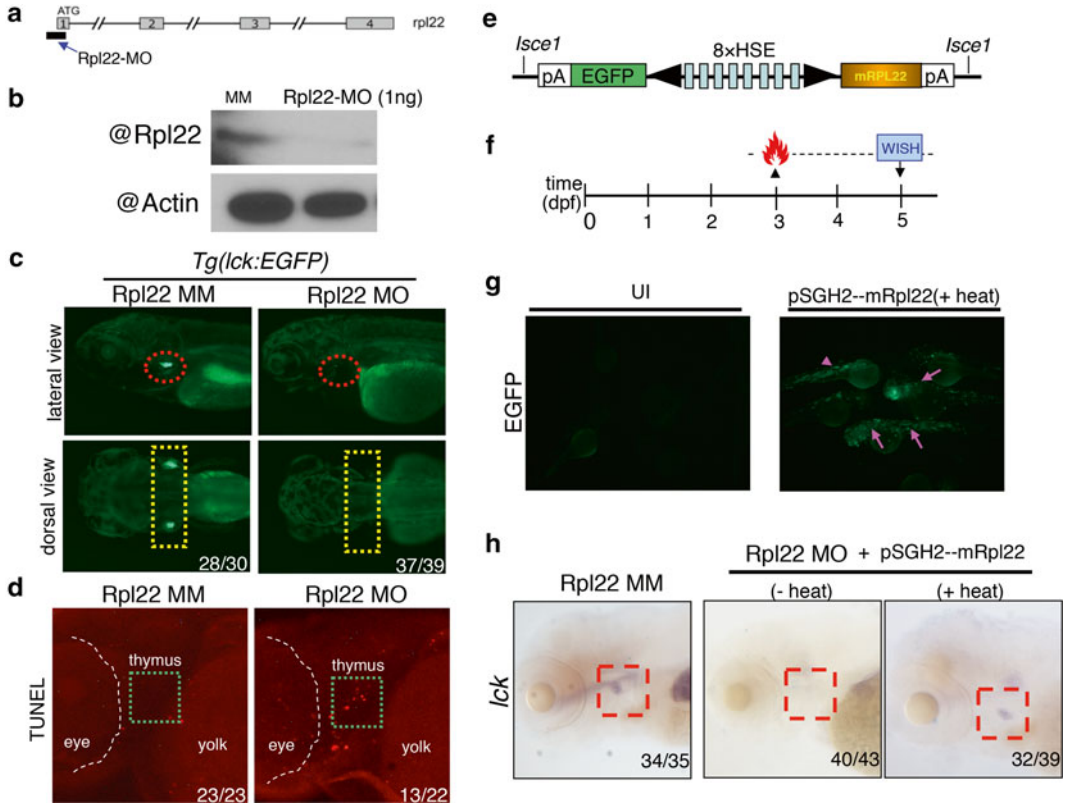 a
ATG
1 2 3 4 rpl22
Rpl22-MO
b
MM Rpl22-MO (1ng)
@Rpl22
@Actin
c
Tg(lck:EGFP)
Rpl22 MM Rpl22 MO
lateral view
dorsal view
28/30 37/39
d
Rpl22 MM Rpl22 MO
TUNEL
thymus thymus
eye yolk eye yolk
23/23 13/22
e
Isce1 8xHSE Isce1
pA EGFP mRPL22 pA
f
WISH
time
(dpf)
0 1 2 3 4 5
g
UI pSGH2--mRpl22(+ heat)
EGFP
h
Rpl22 MO + pSGH2--mRpl22
Rpl22 MM (- heat) (+ heat)
lck
34/35 40/43 32/39